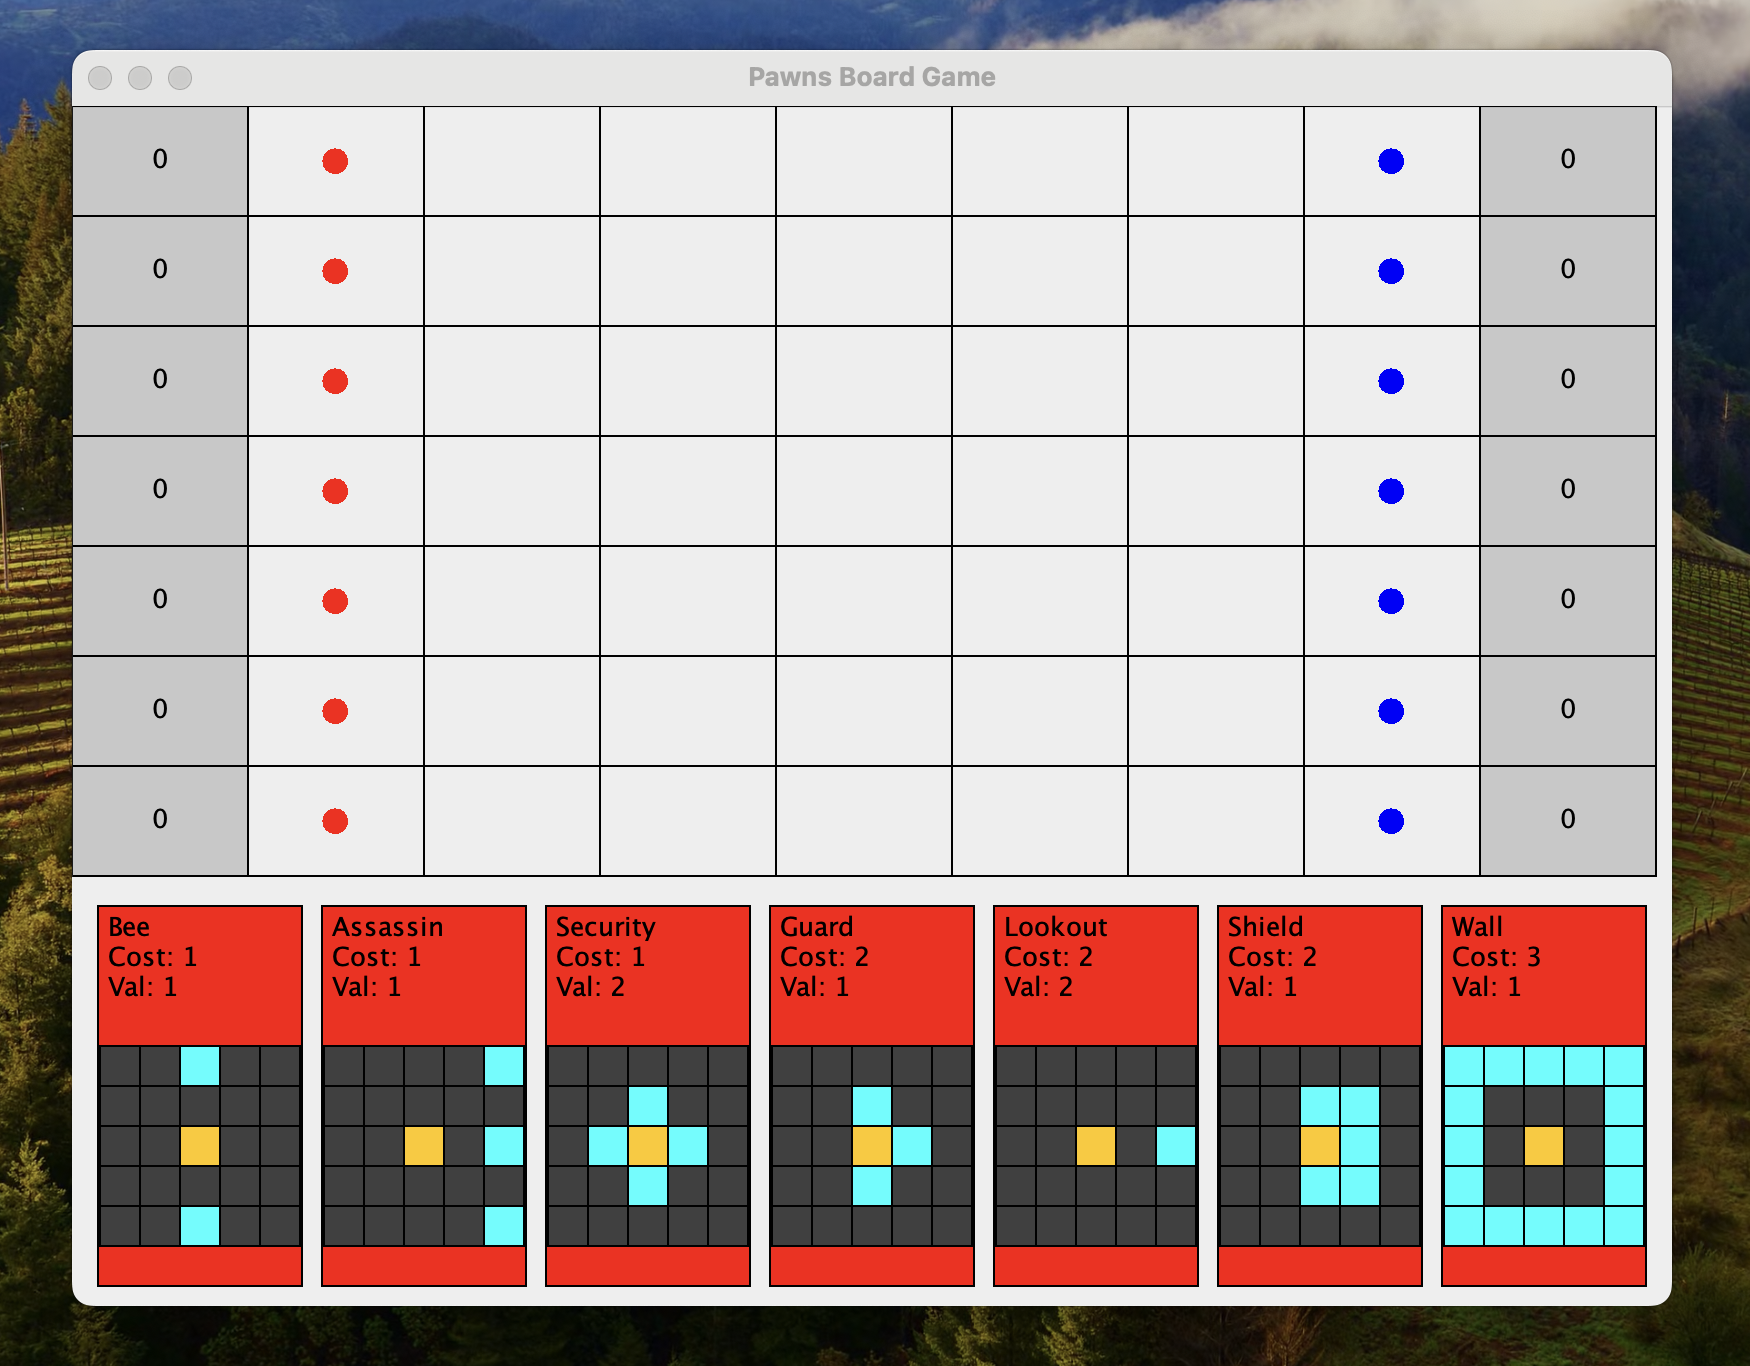 Pawns Board Game
0 0
0 0
0 0
0 0
0 0
0 0
0 0
Bee
Cost: 1
Val: 1
Assassin
Cost: 1
Val: 1
Security
Cost: 1
Val: 2
Guard
Cost: 2
Val: 1
Lookout
Cost: 2
Val: 2
Shield
Cost: 2
Val: 1
Wall
Cost: 3
Val: 1